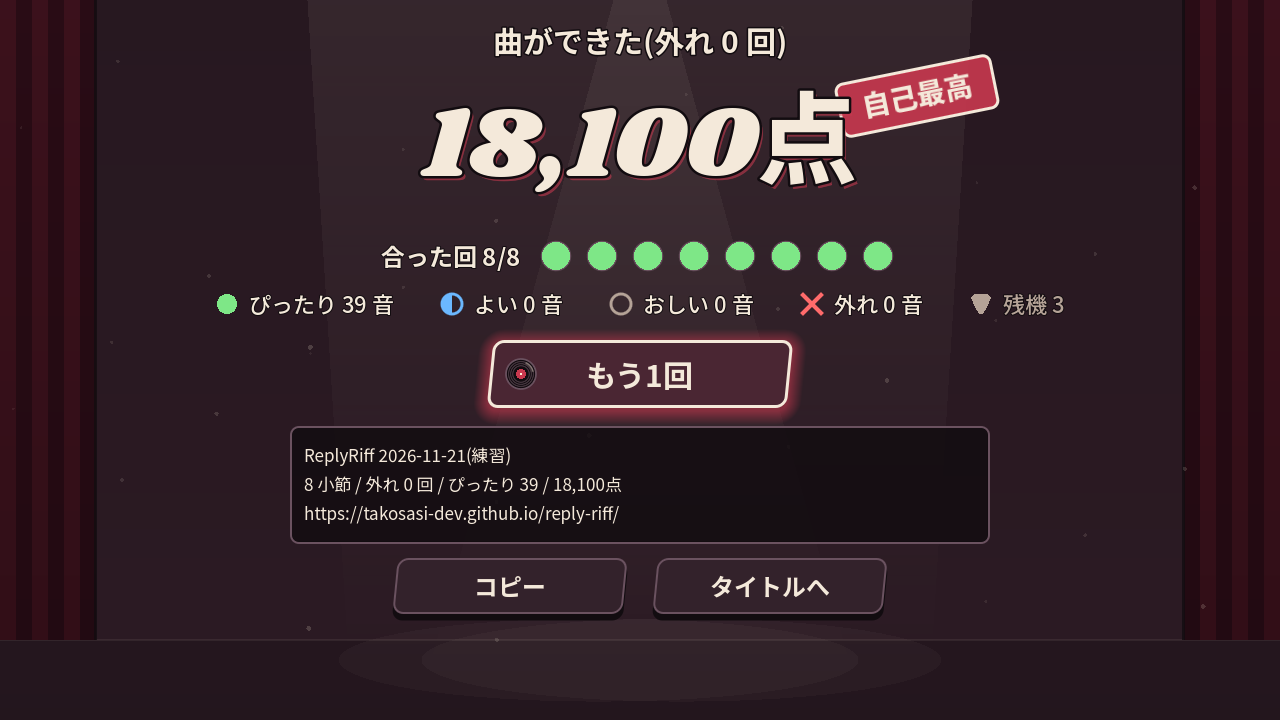 曲ができた(外れ 0 回)
18,100点
自己最高
合った回 8/8
ぴったり 39 音
よい 0 音
おしい 0 音
外れ 0 音
残機 3
もう1回
ReplyRiff 2026-11-21(練習)
8 小節 / 外れ 0 回 / ぴったり 39 / 18,100点
https://takosasi-dev.github.io/reply-riff/
コピー
タイトルへ